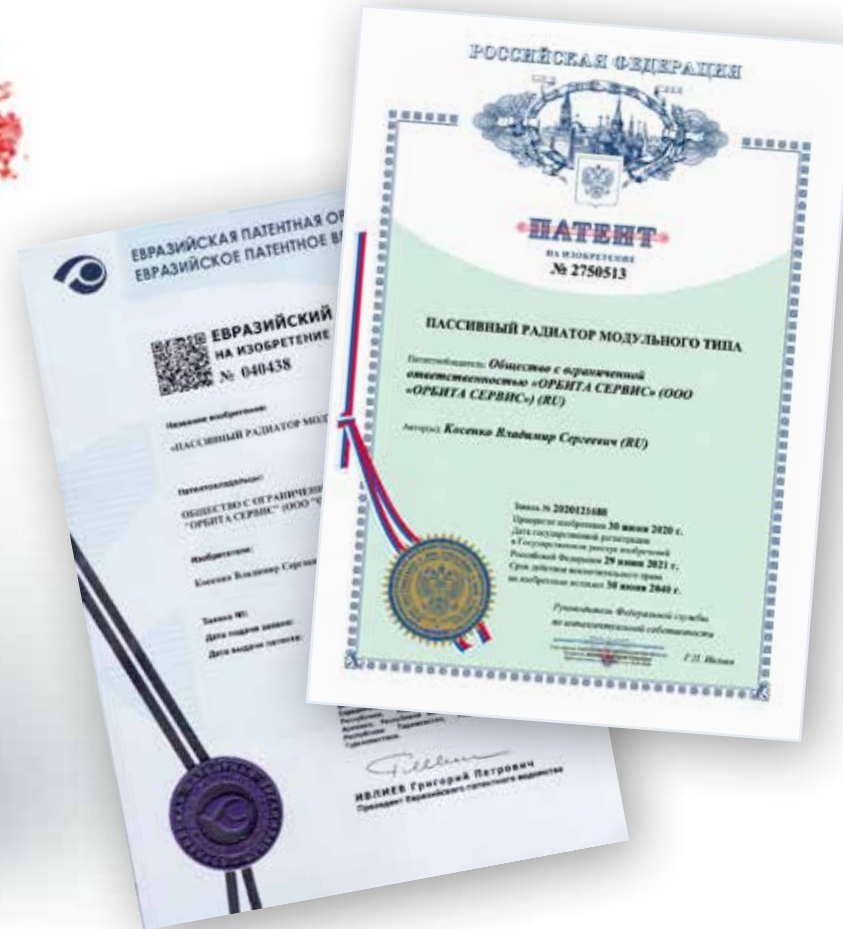 РОССИЙСКАЯ ФЕДЕРАЦИЯ
ПАТЕНТ
НА ИЗОБРЕТЕНИЕ
№ 2750513
ПАССИВНЫЙ РАДИАТОР МОДУЛЬНОГО ТИПА
Патентообладатель: Общество с ограниченной
ответственностью «ОРБИТА СЕРВИС» (ООО
«ОРБИТА СЕРВИС») (RU)
Автор(ы): Косенко Владимир Сергеевич (RU)
Заявка № 2020121688
Приоритет изобретения 30 июня 2020 г.
Дата государственной регистрации
в Государственном реестре изобретений
Российской Федерации 29 июня 2021 г.
Срок действия исключительного права
на изобретение истекает 30 июня 2040 г.
Руководитель Федеральной службы
по интеллектуальной собственности
Г.П. Ивлиев
ЕВРАЗИЙСКАЯ ПАТЕНТНАЯ ОР
ЕВРАЗИЙСКОЕ ПАТЕНТНОЕ В
ЕВРАЗИЙСКИЙ
НА ИЗОБРЕТЕНИЕ
№ 040438
Название изобретения:
«ПАССИВНЫЙ РАДИАТОР МОД
Патентовладелец:
ОБЩЕСТВО С ОГРАНИЧЕНН
"ОРБИТА СЕРВИС" (ООО "
Изобретатель:
Косенко Владимир Серге
Заявка №:
Дата подачи заявки:
Дата выдачи патента:
ИВЛИЕВ Григорий Петрович
Президент Евразийского патентного ведомства